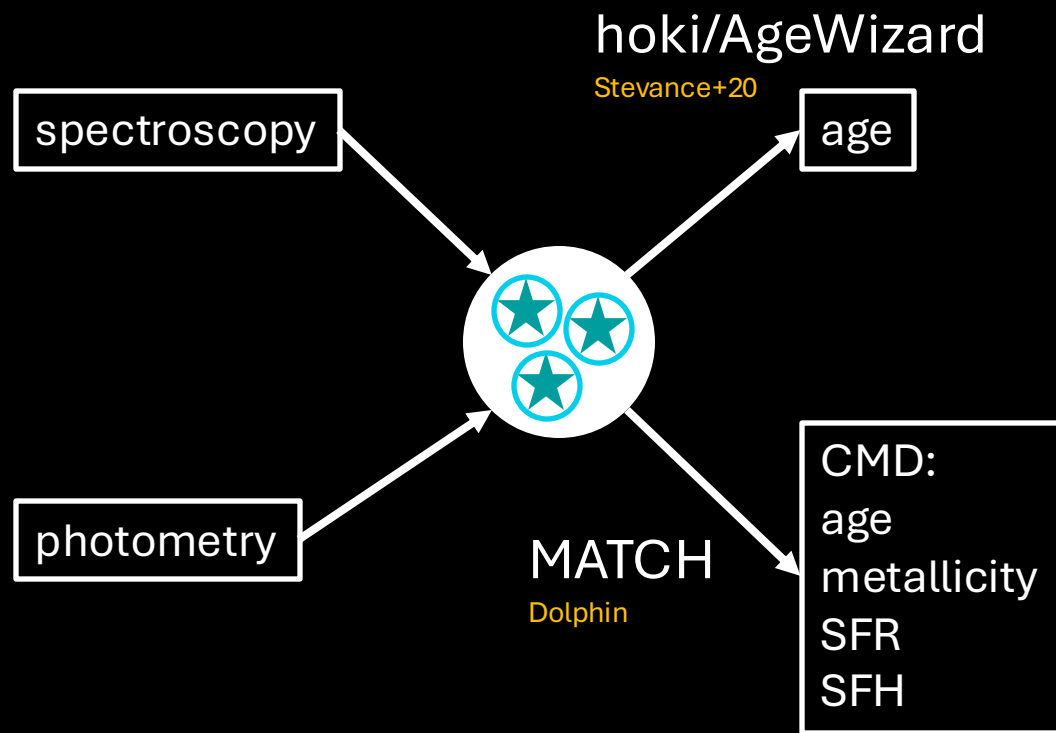 hoki/AgeWizard
Stevance+20
spectroscopy
age
photometry
MATCH
Dolphin
CMD:
age
metallicity
SFR
SFH